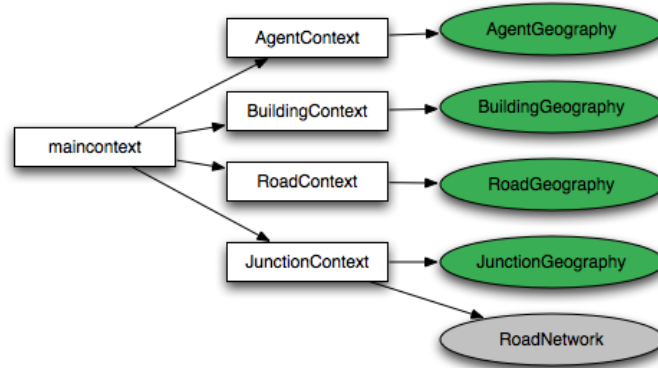 AgentContext
AgentGeography
BuildingContext
BuildingGeography
maincontext
RoadContext
RoadGeography
JunctionContext
JunctionGeography
RoadNetwork